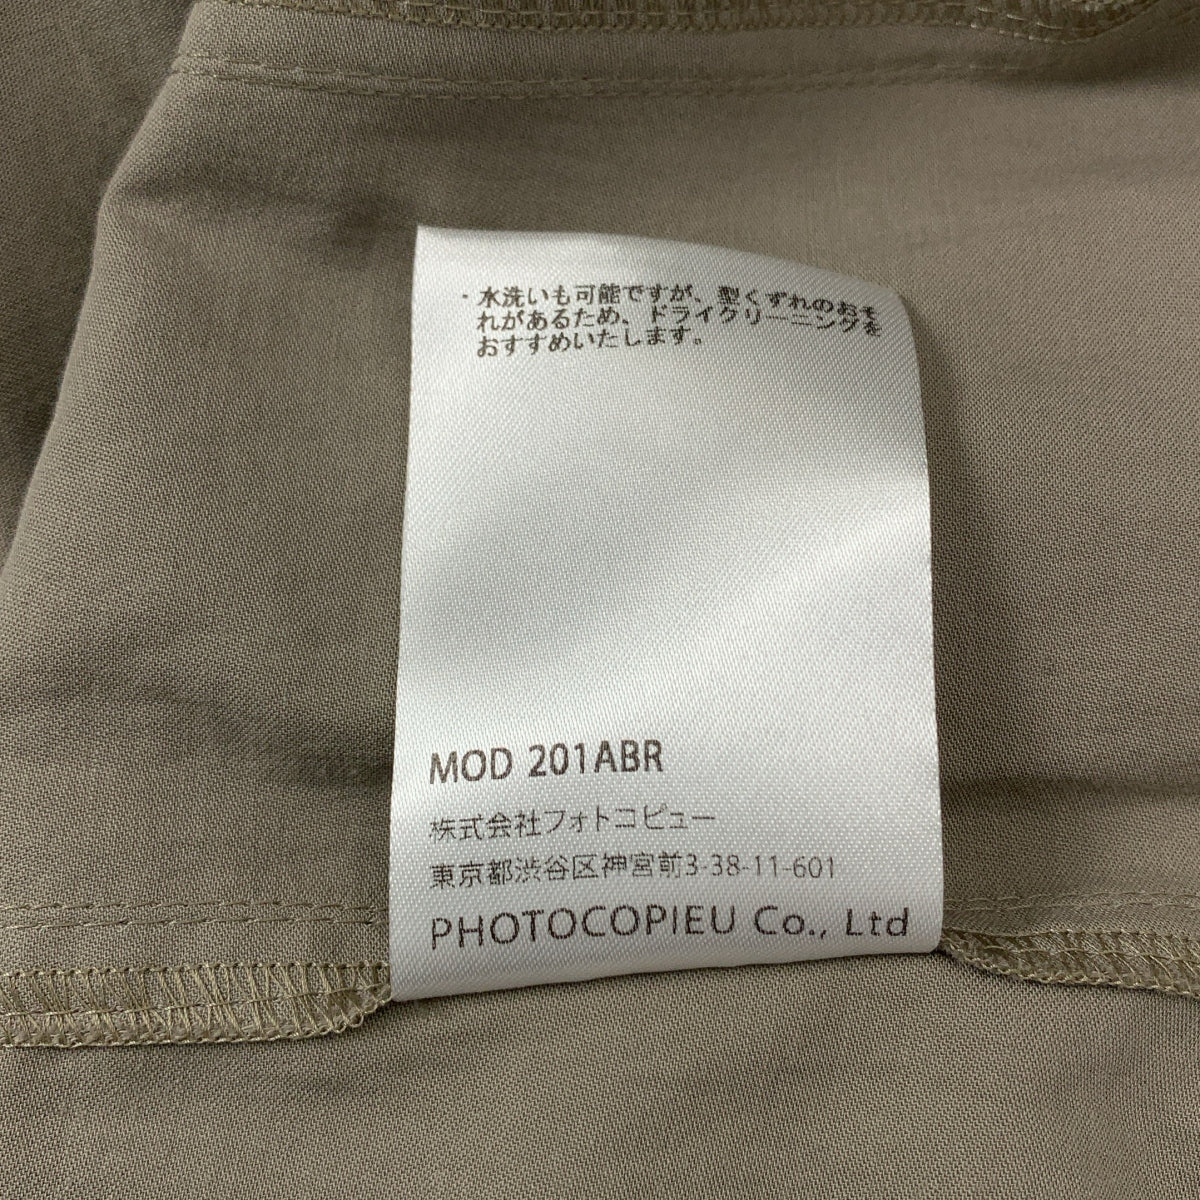 ・水洗いも可能ですが、型くずれのおそ
れがあるため、ドライクリーニングを
おすすめいたします。
MOD 201ABR
株式会社フォトコピュー
東京都渋谷区神宮前3-38-11-601
PHOTOCOPIEU Co., Ltd